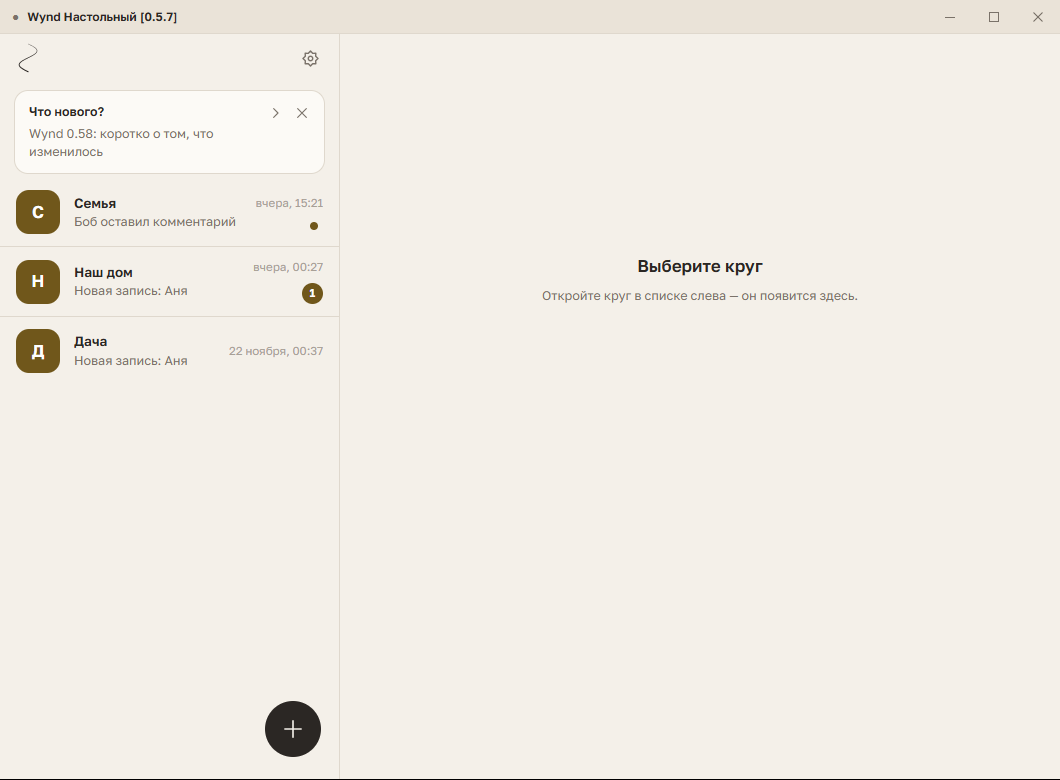 Wynd Настольный [0.5.7]
Что нового?
Wynd 0.58: коротко о том, что
изменилось
С
Семья
вчера, 15:21
Боб оставил комментарий
Н
Наш дом
вчера, 00:27
Новая запись: Аня
1
Д
Дача
22 ноября, 00:37
Новая запись: Аня
Выберите круг
Откройте круг в списке слева — он появится здесь.